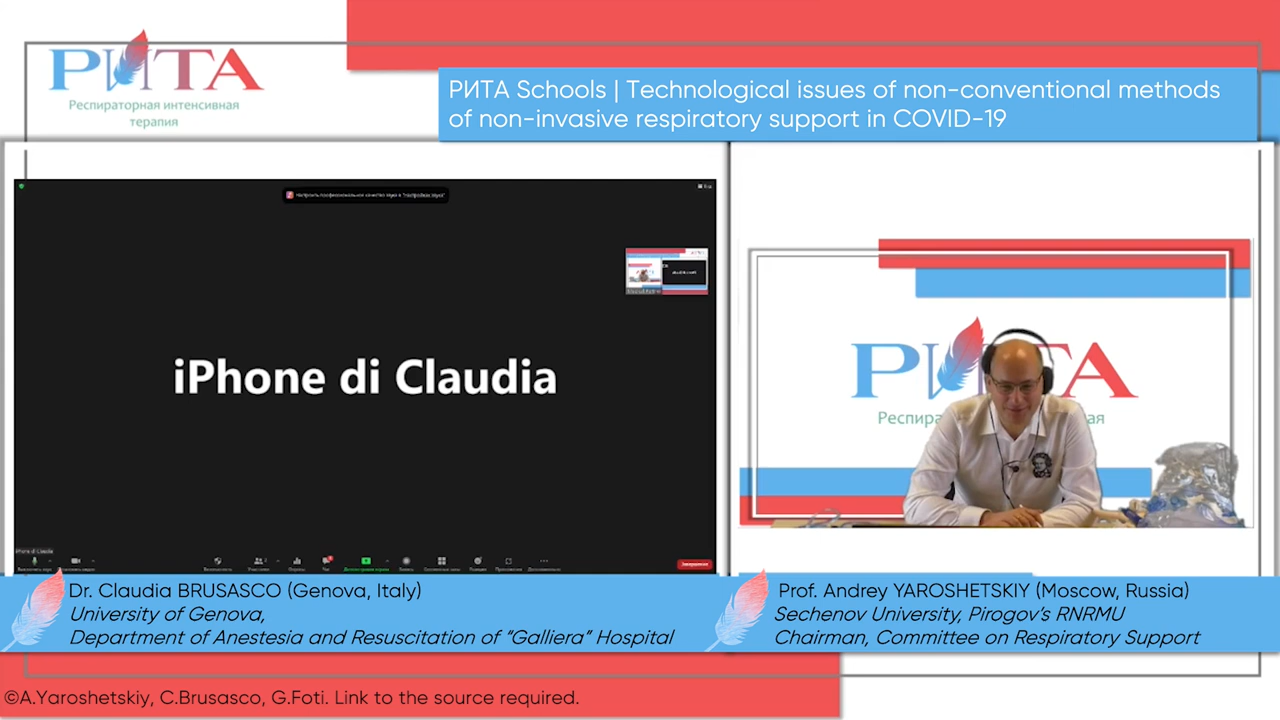 РИТА
Респираторная интенсивная
терапия
РИТА Schools | Technological issues of non-conventional methods
of non-invasive respiratory support in COVID-19
iPhone di Claudia
iPhone di Claudia
РИТА
Dr. Claudia BRUSASCO (Genova, Italy)
University of Genova,
Department of Anestesia and Resuscitation of “Galliera” Hospital
Prof. Andrey YAROSHETSKIY (Moscow, Russia)
Sechenov University, Pirogov's RNRMU
Chairman, Committee on Respiratory Support
©A.Yaroshetskiy, C.Brusasco, G.Foti. Link to the source required.